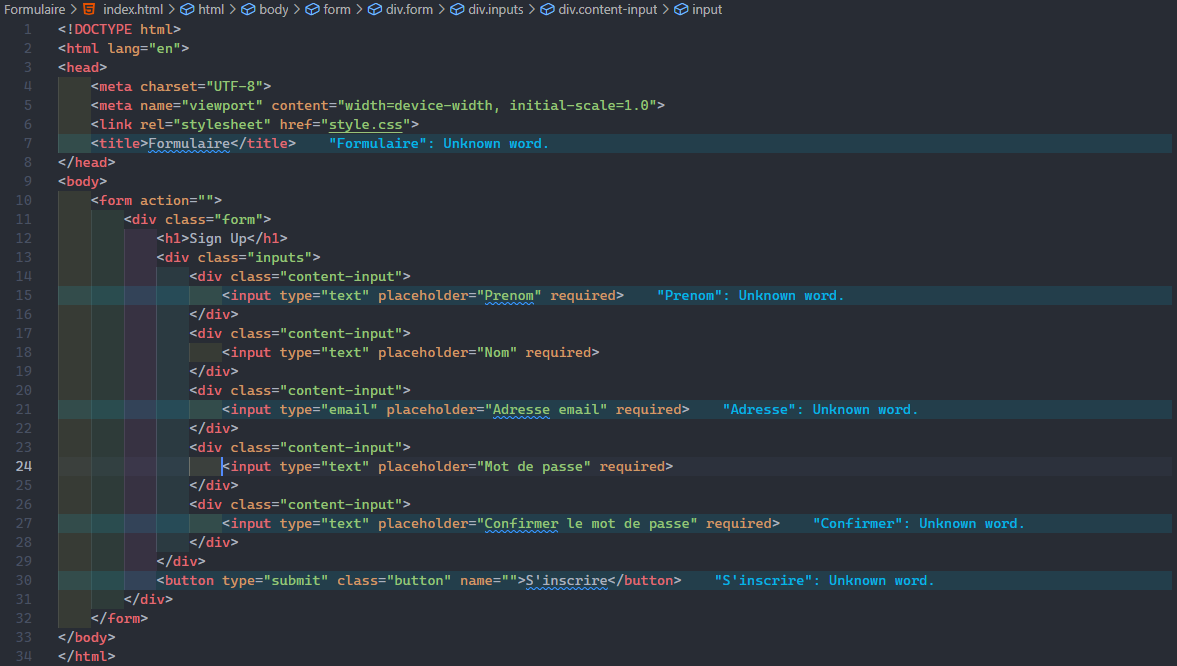 Formulaire > index.html > html > body > form > div.form > div.inputs > div.content-input > input
1 <!DOCTYPE html>
2 <html lang="en">
3 <head>
4 <meta charset="UTF-8">
5 <meta name="viewport" content="width=device-width, initial-scale=1.0">
6 <link rel="stylesheet" href="style.css">
7 <title>Formulaire</title> "Formulaire": Unknown word.
8 </head>
9 <body>
10 <form action="">
11 <div class="form">
12 <h1>Sign Up</h1>
13 <div class="inputs">
14 <div class="content-input">
15 <input type="text" placeholder="Prenom" required> "Prenom": Unknown word.
16 </div>
17 <div class="content-input">
18 <input type="text" placeholder="Nom" required>
19 </div>
20 <div class="content-input">
21 <input type="email" placeholder="Adresse email" required> "Adresse": Unknown word.
22 </div>
23 <div class="content-input">
24 <input type="text" placeholder="Mot de passe" required>
25 </div>
26 <div class="content-input">
27 <input type="text" placeholder="Confirmer le mot de passe" required> "Confirmer": Unknown word.
28 </div>
29 </div>
30 <button type="submit" class="button" name="">S'inscrire</button> "S'inscrire": Unknown word.
31 </div>
32 </form>
33 </body>
34 </html>